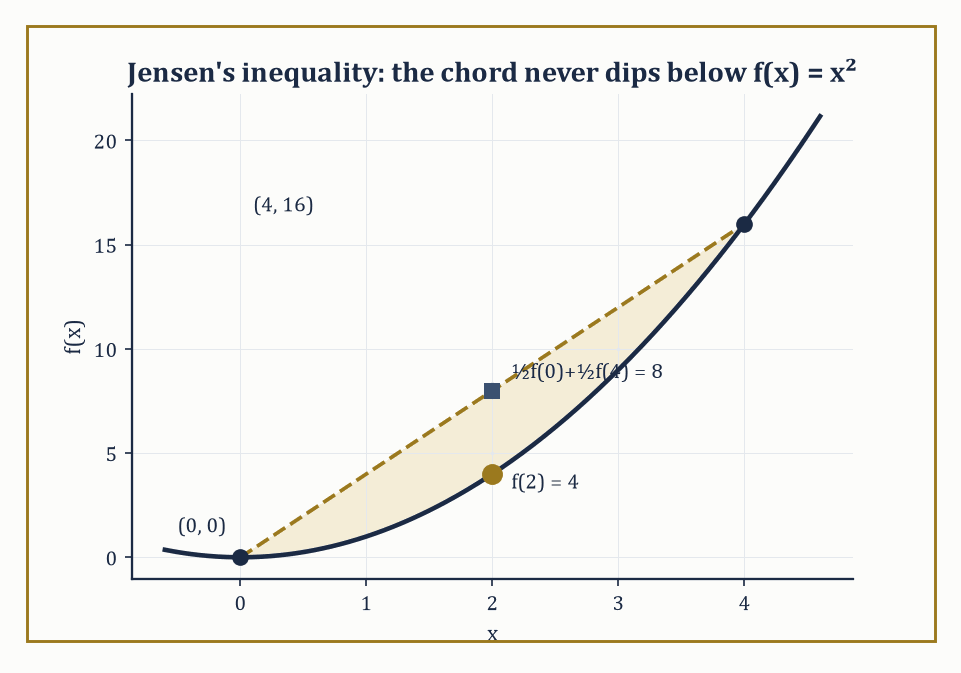 Jensen's inequality: the chord never dips below f(x) = x²
20
(4, 16)
15
f(x)
10
½f(0)+½f(4) = 8
5
f(2) = 4
(0, 0)
0
0 1 2 3 4
x